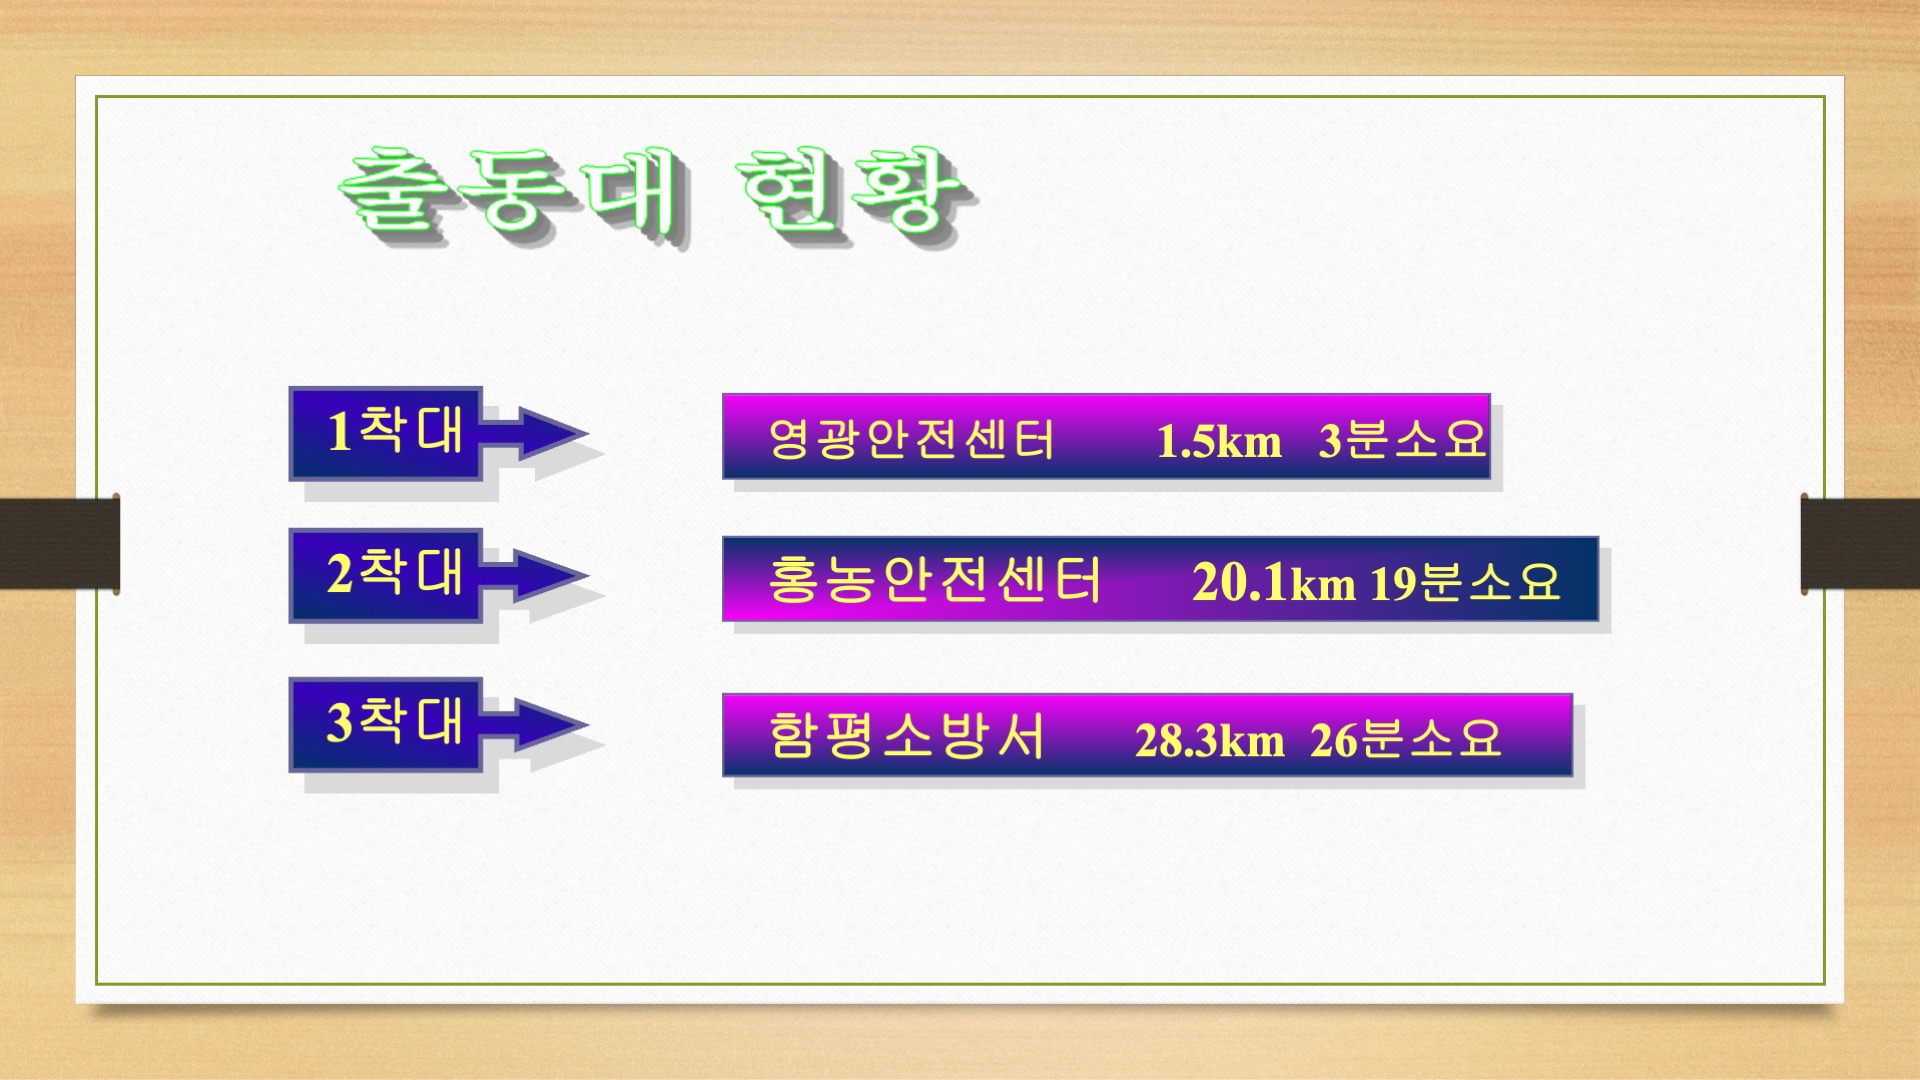 출동대 현황
1착대 영광안전센터 1.5km 3분소요
2착대 홍농안전센터 20.1km 19분소요
3착대 함평소방서 28.3km 26분소요